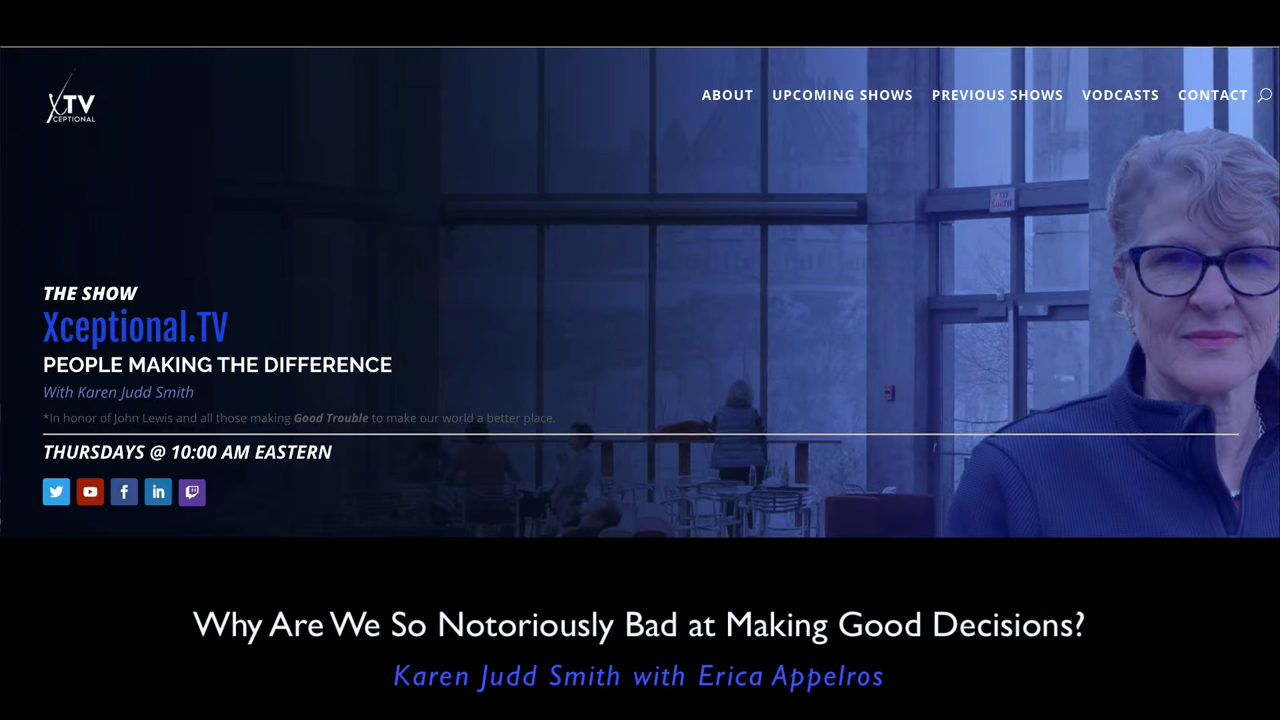 XTV
CEPTIONAL
ABOUT UPCOMING SHOWS PREVIOUS SHOWS VODCASTS CONTACT
THE SHOW
Xceptional.TV
PEOPLE MAKING THE DIFFERENCE
With Karen Judd Smith
*In honor of John Lewis and all those making Good Trouble to make our world a better place.
THURSDAYS @ 10:00 AM EASTERN
Why Are We So Notoriously Bad at Making Good Decisions?
Karen Judd Smith with Erica Appelros